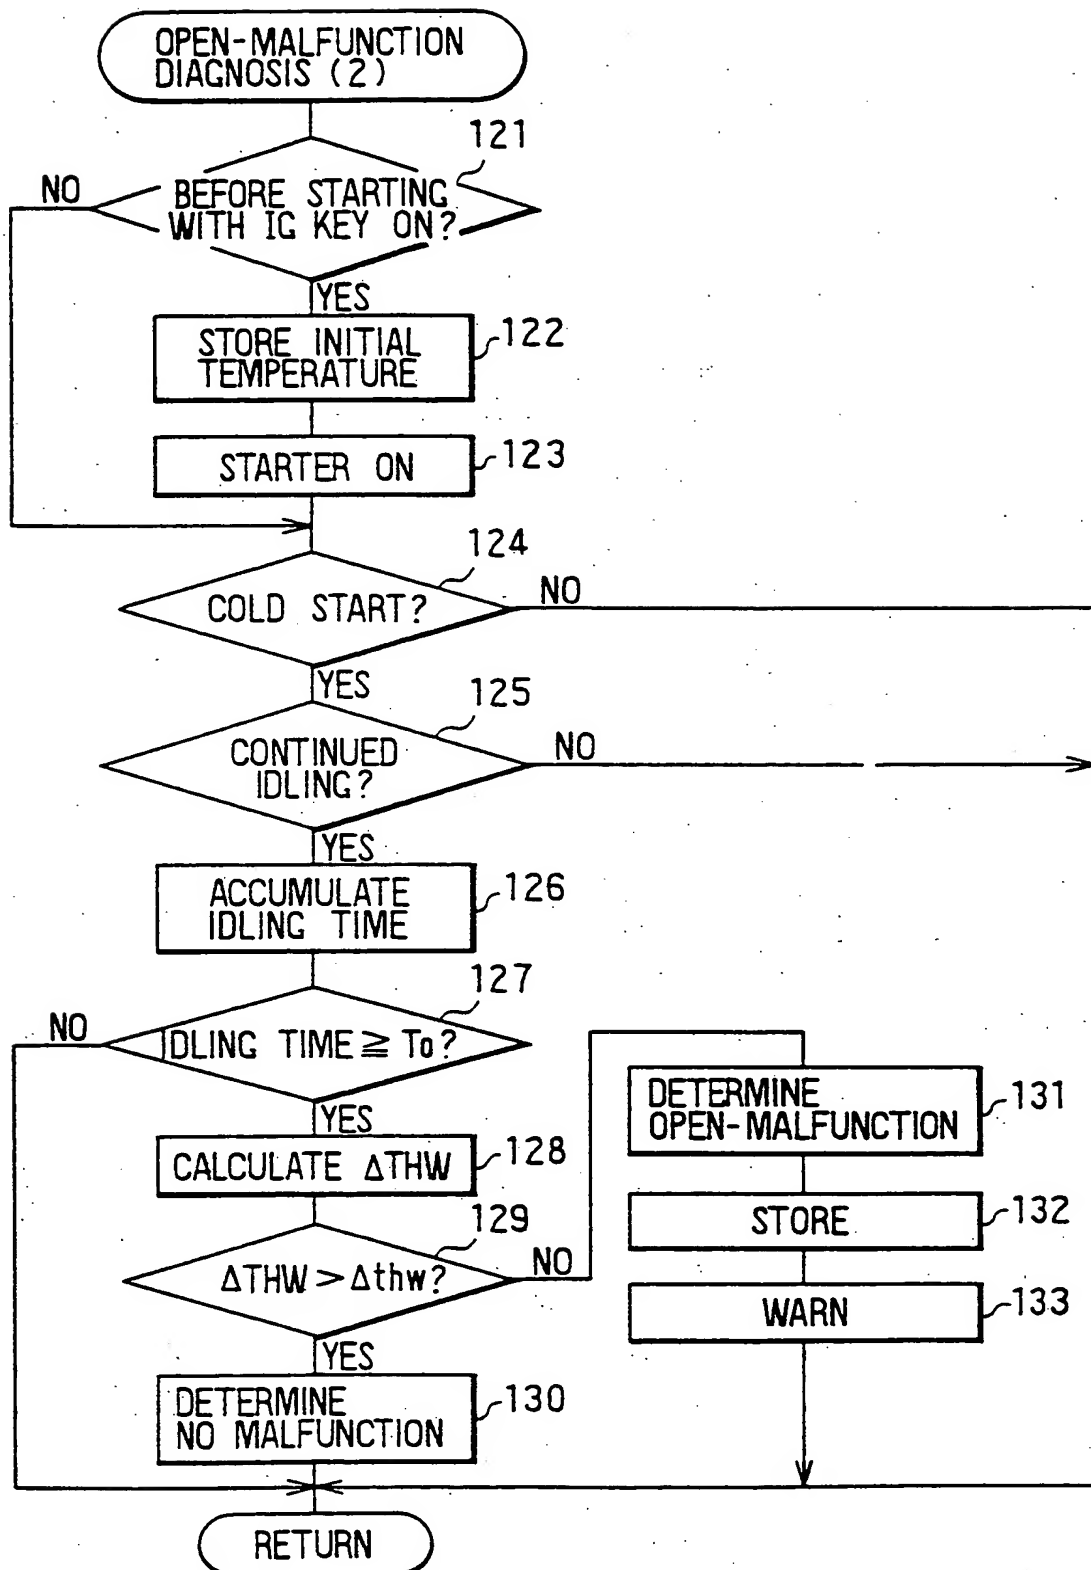 OPEN-MALFUNCTION
DIAGNOSIS (2)
121
NO
BEFORE STARTING
WITH IG KEY ON?
YES
STORE INITIAL
TEMPERATURE
122
STARTER ON
123
124
COLD START?
NO
YES
125
CONTINUED
IDLING?
NO
YES
ACCUMULATE
IDLING TIME
126
127
NO
IDLING TIME ≧ To?
YES
DETERMINE
OPEN-MALFUNCTION
131
CALCULATE ΔTHW
128
STORE
132
129
ΔTHW > Δthw?
NO
WARN
133
YES
DETERMINE
NO MALFUNCTION
130
RETURN